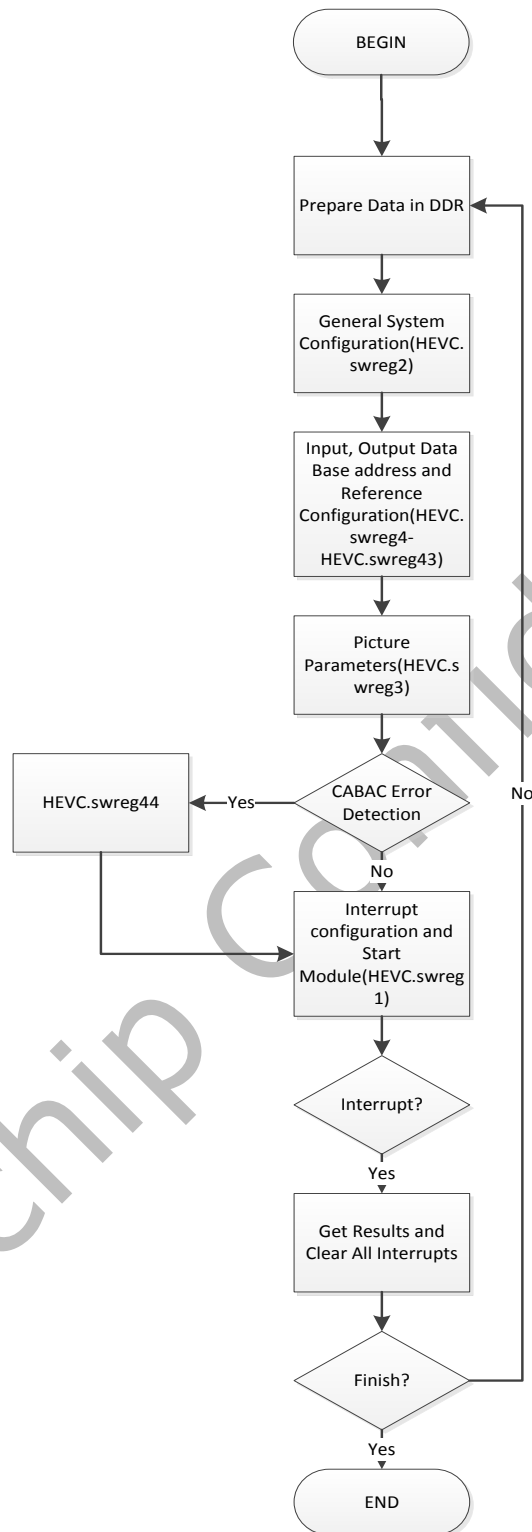 BEGIN
Prepare Data in DDR
General System
Configuration(HEVC.
swreg2)
Input, Output Data
Base address and
Reference
Configuration(HEVC.
swreg4-
HEVC.swreg43)
Picture
Parameters(HEVC.s
wreg3)
CABAC Error
Detection
Yes
HEVC.swreg44
No
No
Interrupt
configuration and
Start
Module(HEVC.swreg
1)
Interrupt?
Yes
Get Results and
Clear All Interrupts
Finish?
Yes
END